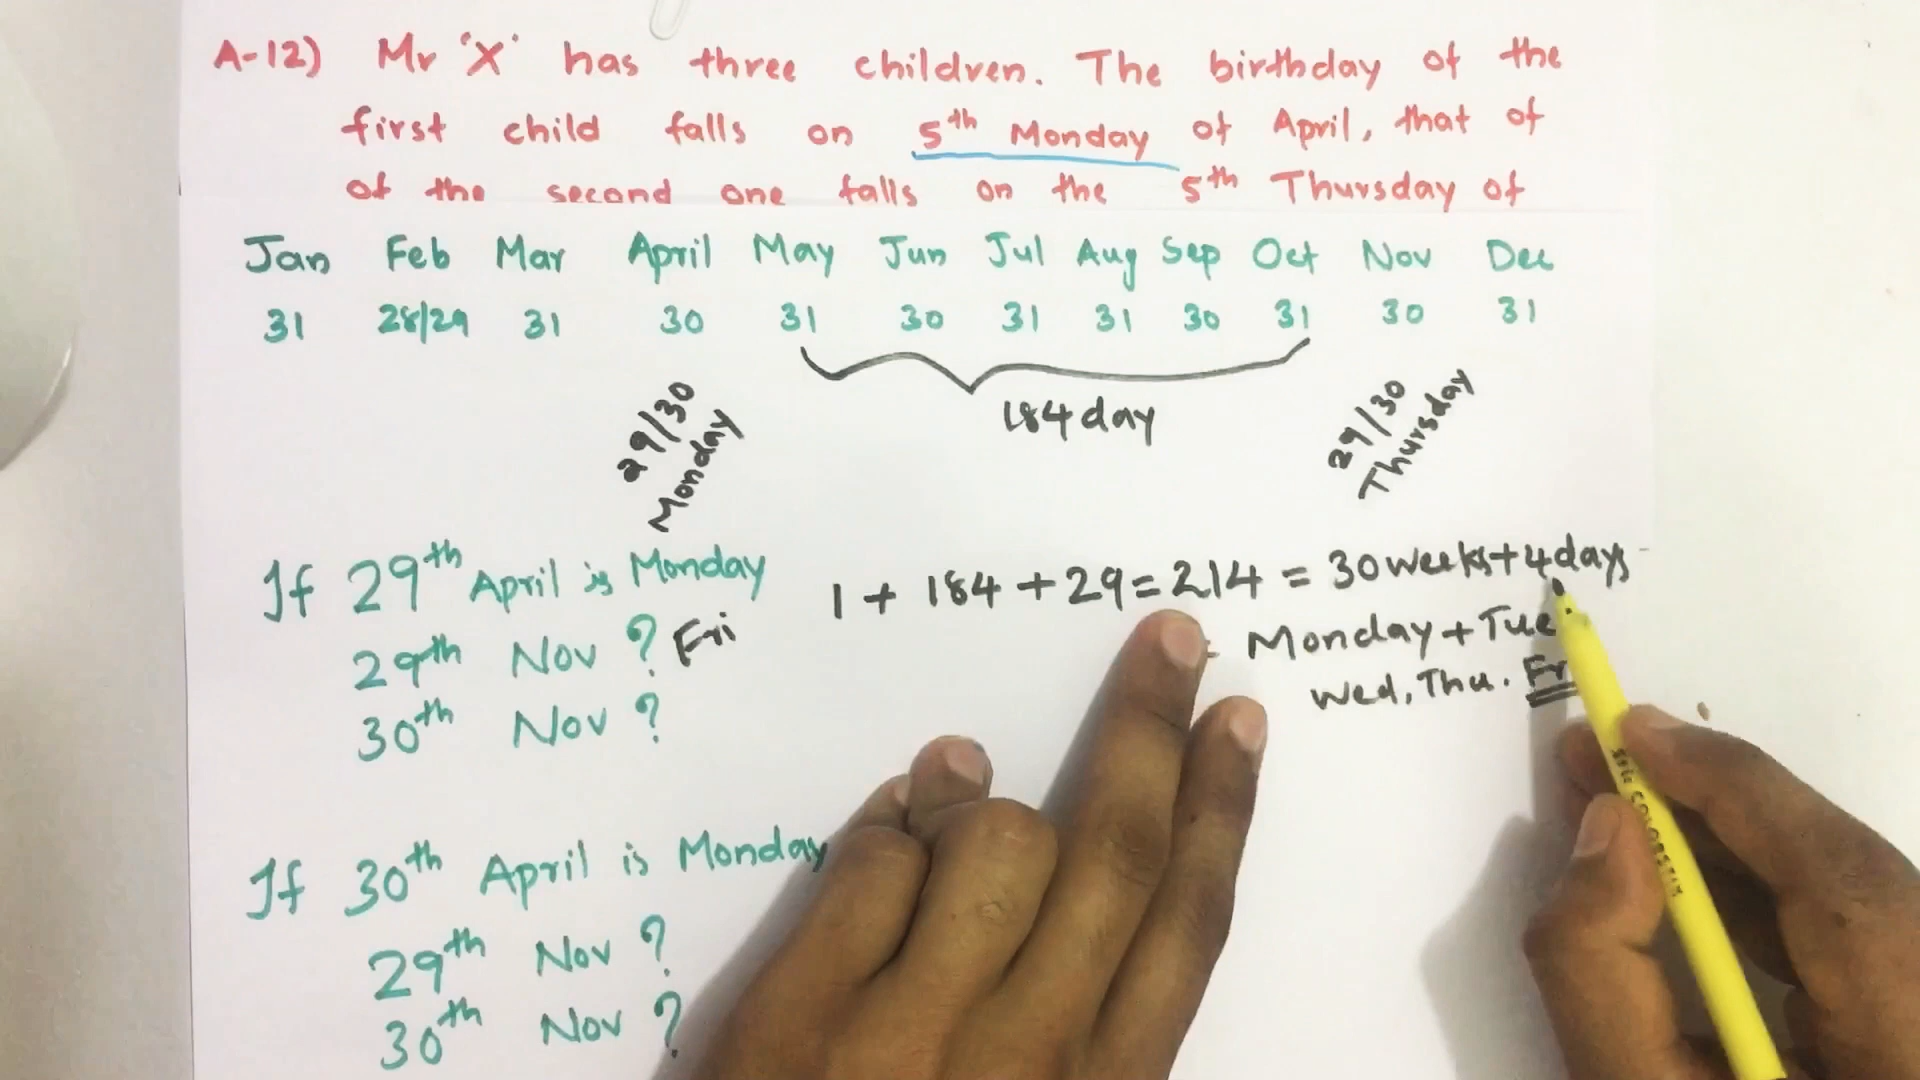 A-12) Mr 'X' has three children. The birthday of the
first child falls on 5th Monday of April, that of
of the second one falls on the 5th Thursday of
Jan Feb Mar April May Jun Jul Aug Sep Oct Nov Dec
31 28/29 31 30 31 30 31 31 30 31 30 31
29/30 Monday
184 day
29/30 Thursday
If 29th April is Monday
29th Nov ? Fri
30th Nov ?
1 + 184 + 29 = 214 = 30 weeks + 4 days
= Monday + Tue
Wed, Thu. Fr
If 30th April is Monday
29th Nov ?
30th Nov ?